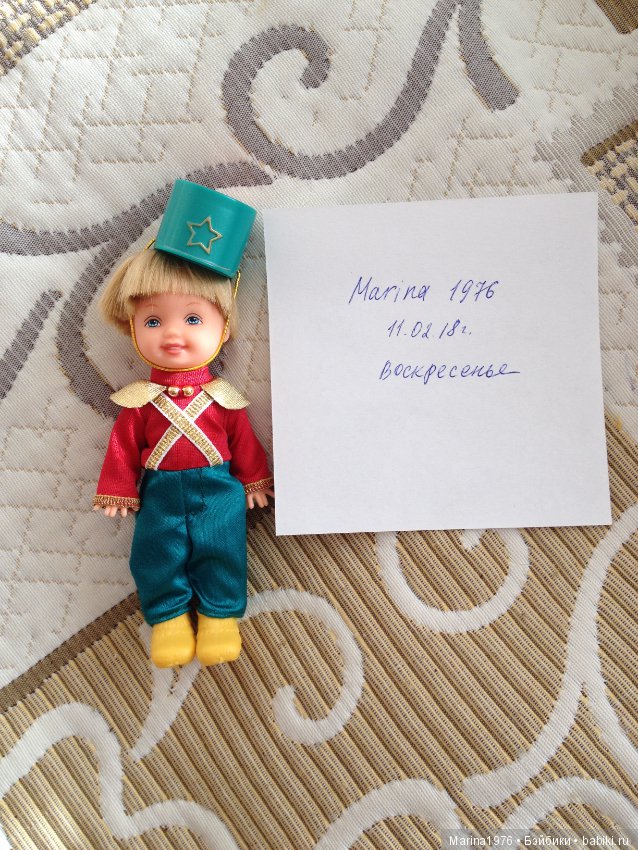 Marina 1976
11.02.18г.
Воскресенье
Marina1976 • Бэйбики • babiki.ru